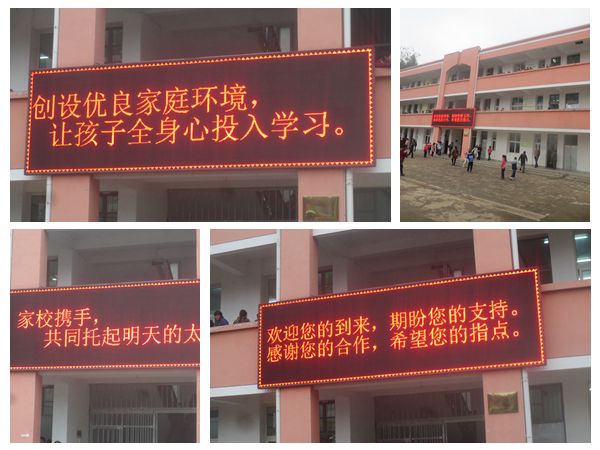 创设优良家庭环境，
让孩子全身心投入学习。
家校携手，
共同托起明天的太
欢迎您的到来，期盼您的支持。
感谢您的合作，希望您的指点。